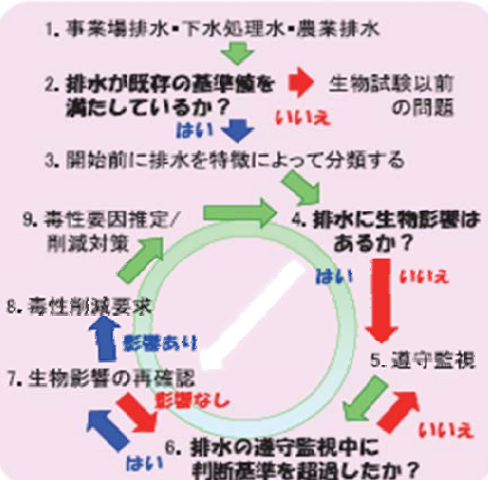 1. 事業場排水・下水処理水・農業排水
2. 排水が既存の基準値を
満たしているか?
いいえ
生物試験以前
の問題
はい
3. 開始前に排水を特徴によって分類する
4. 排水に生物影響は
あるか?
はい
いいえ
5. 遵守監視
いいえ
6. 排水の遵守監視中に
判断基準を超過したか?
はい
7. 生物影響の再確認
影響なし
影響あり
8. 毒性削減要求
9. 毒性要因推定/
削減対策